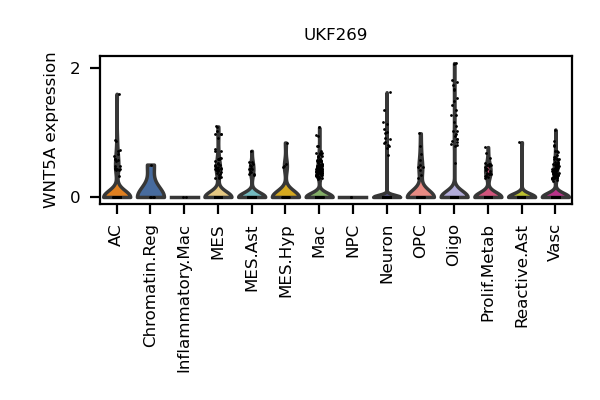 UKF269
WNT5A expression
2
0
AC
Chromatin.Reg
Inflammatory.Mac
MES
MES.Ast
MES.Hyp
Mac
NPC
Neuron
OPC
Oligo
Prolif.Metab
Reactive.Ast
Vasc